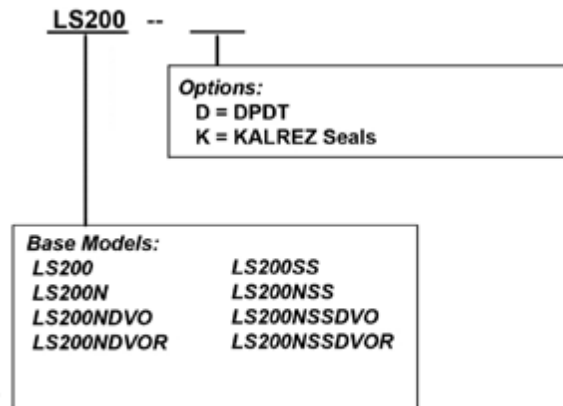 LS200 --
Options:
D = DPDT
K = KALREZ Seals
Base Models:
LS200 LS200SS
LS200N LS200NSS
LS200NDVO LS200NSSDVO
LS200NDVOR LS200NSSDVOR